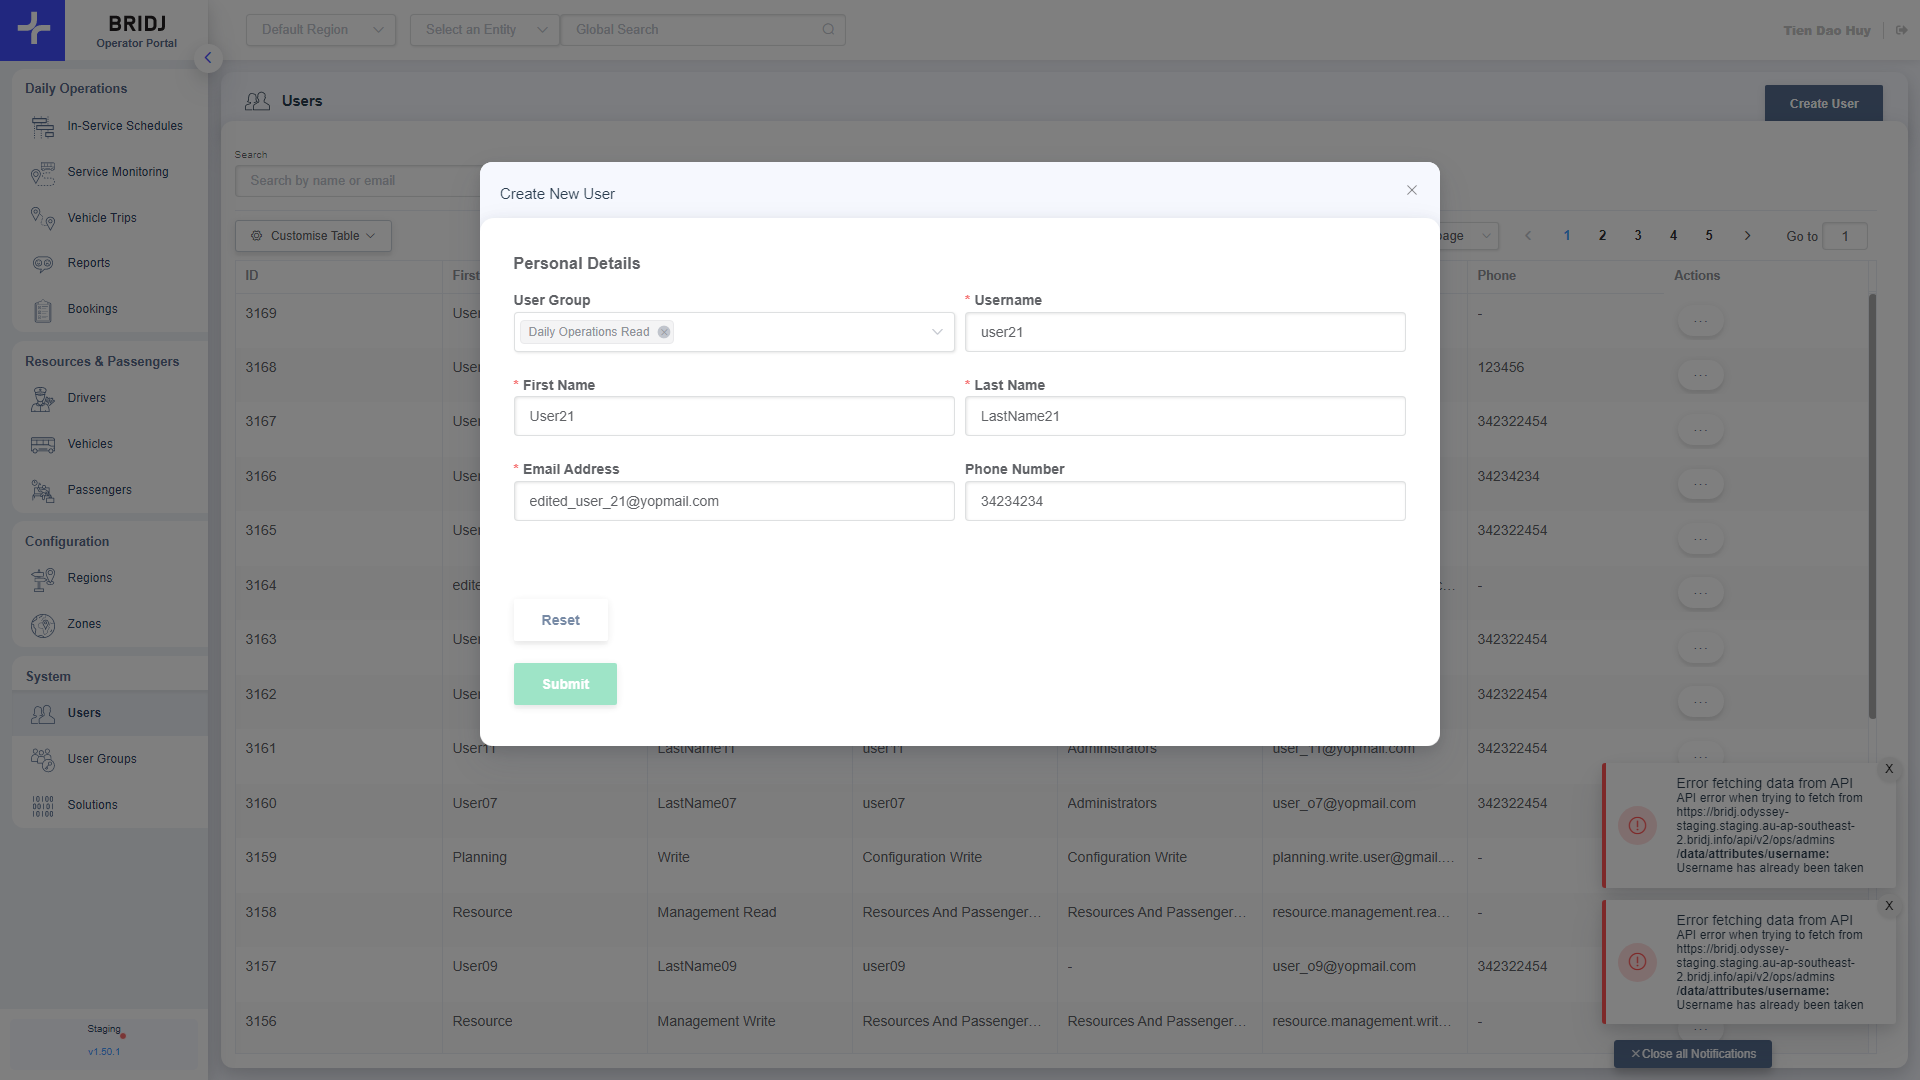 BRIDJ
Operator Portal
Default Region
Select an Entity
Global Search
Tien Dao Huy
Daily Operations
In-Service Schedules
Service Monitoring
Vehicle Trips
Reports
Bookings
Resources & Passengers
Drivers
Vehicles
Passengers
Configuration
Regions
Zones
System
Users
User Groups
Solutions
Staging
v1.50.1
Users
Create User
Search
Search by name or email
Customise Table
age
1
2
3
4
5
Go to
1
ID
First
Phone
Actions
3169
User
-
...
3168
User
123456
...
3167
User
342322454
...
3166
User
34234234
...
3165
User
342322454
...
3164
edite
c...
-
...
3163
User
342322454
...
3162
User
342322454
...
3161
User11
LastName11
user11
Administrators
user_11@yopmail.com
342322454
...
3160
User07
LastName07
user07
Administrators
user_o7@yopmail.com
342322454
3159
Planning
Write
Configuration Write
Configuration Write
planning.write.user@gmail....
-
3158
Resource
Management Read
Resources And Passenger...
Resources And Passenger...
resource.management.rea...
-
3157
User09
LastName09
user09
-
user_o9@yopmail.com
342322454
3156
Resource
Management Write
Resources And Passenger...
Resources And Passenger...
resource.management.writ...
-
...
Create New User
Personal Details
User Group
Daily Operations Read
* Username
user21
* First Name
User21
* Last Name
LastName21
* Email Address
edited_user_21@yopmail.com
Phone Number
34234234
Reset
Submit
X
Error fetching data from API
API error when trying to fetch from
https://bridj.odyssey-
staging.staging.au-ap-southeast-
2.bridj.info/api/v2/ops/admins
/data/attributes/username:
Username has already been taken
X
Error fetching data from API
API error when trying to fetch from
https://bridj.odyssey-
staging.staging.au-ap-southeast-
2.bridj.info/api/v2/ops/admins
/data/attributes/username:
Username has already been taken
Close all Notifications